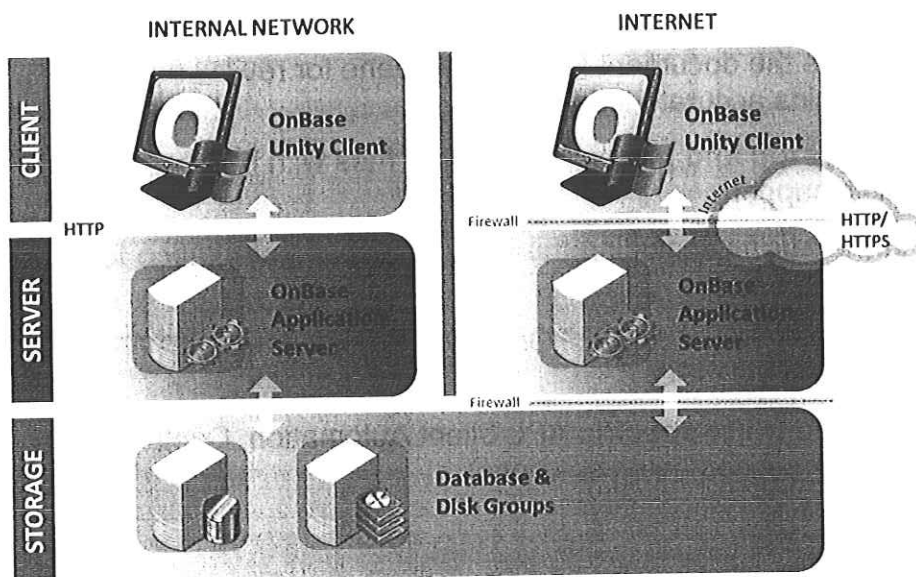 INTERNAL NETWORK
INTERNET
CLIENT
OnBase
Unity Client
OnBase
Unity Client
Internet
HTTP
Firewall
HTTP/
HTTPS
SERVER
OnBase
Application
Server
OnBase
Application
Server
Firewall
STORAGE
Database &
Disk Groups